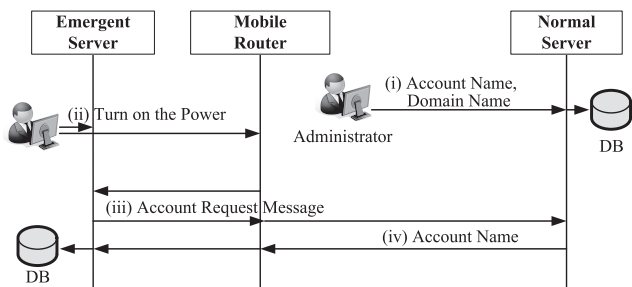 Emergent
Server
Mobile
Router
Normal
Server
(i) Account Name,
Domain Name
(ii) Turn on the Power
Administrator
DB
(iii) Account Request Message
(iv) Account Name
DB